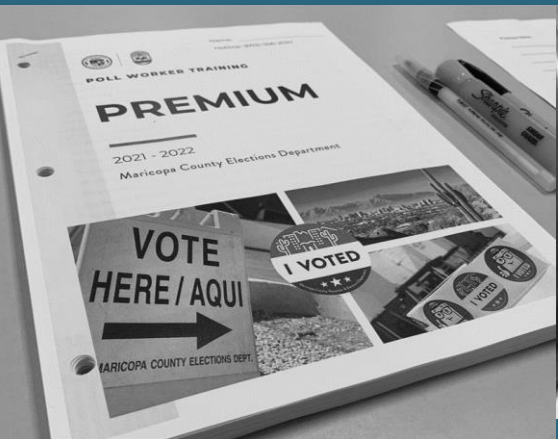 POLL WORKER TRAINING
PREMIUM
2021 - 2022
Maricopa County Elections Department
VOTE
HERE / AQUI
MARICOPA COUNTY ELECTIONS DEPT.
I VOTED
I VOTED
Sharpie